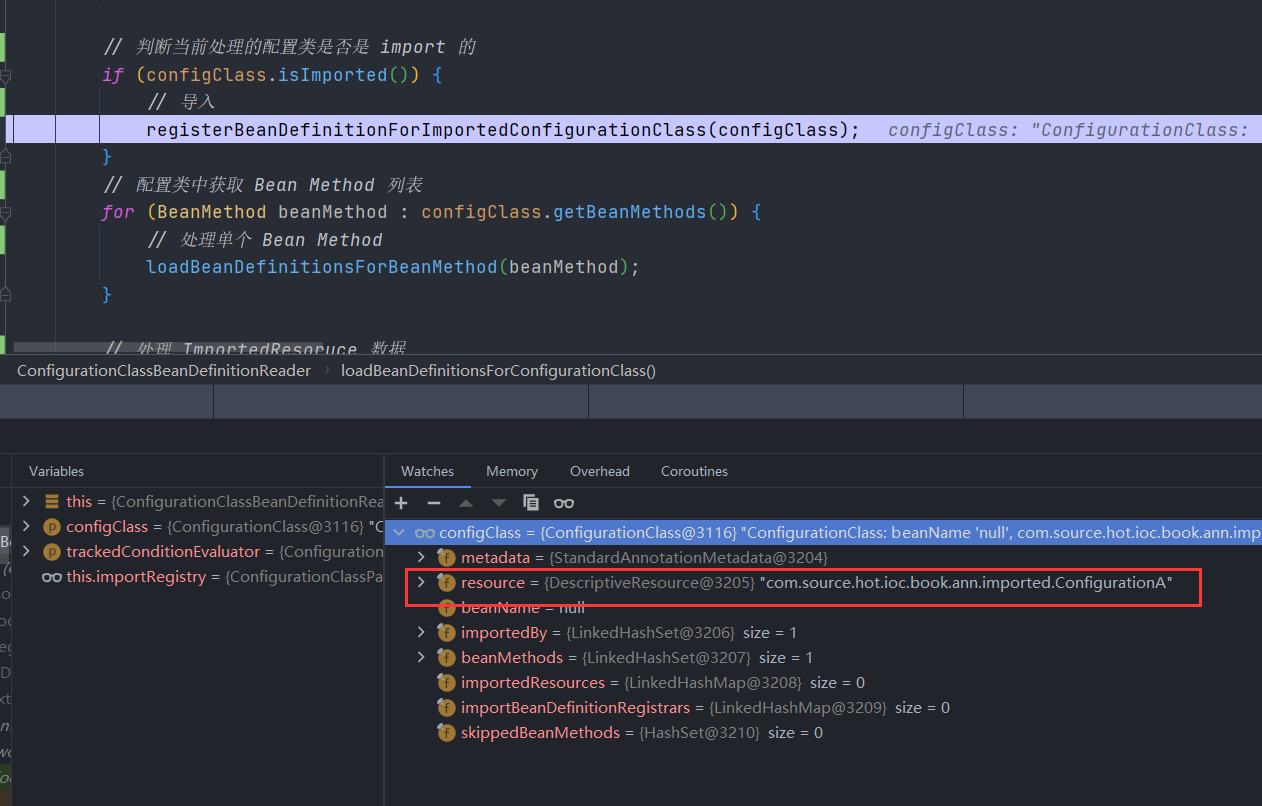 // 判断当前处理的配置类是否是 import 的
if (configClass.isImported()) {
// 导入
registerBeanDefinitionForImportedConfigurationClass(configClass); configClass: "ConfigurationClass:
}
// 配置类中获取 Bean Method 列表
for (BeanMethod beanMethod : configClass.getBeanMethods()) {
// 处理单个 Bean Method
loadBeanDefinitionsForBeanMethod(beanMethod);
}
// 处理 ImportedResoruce 数据
ConfigurationClassBeanDefinitionReader › loadBeanDefinitionsForConfigurationClass()
Variables
this = {ConfigurationClassBeanDefinitionRea
configClass = {ConfigurationClass@3116} "C
trackedConditionEvaluator = {Configuration
this.importRegistry = {ConfigurationClassPa
Watches Memory Overhead Coroutines
configClass = {ConfigurationClass@3116} "ConfigurationClass: beanName 'null', com.source.hot.ioc.book.ann.impo
metadata = {StandardAnnotationMetadata@3204}
resource = {DescriptiveResource@3205} "com.source.hot.ioc.book.ann.imported.ConfigurationA"
beanName = null
importedBy = {LinkedHashSet@3206} size = 1
beanMethods = {LinkedHashSet@3207} size = 1
importedResources = {LinkedHashMap@3208} size = 0
importBeanDefinitionRegistrars = {LinkedHashMap@3209} size = 0
skippedBeanMethods = {HashSet@3210} size = 0